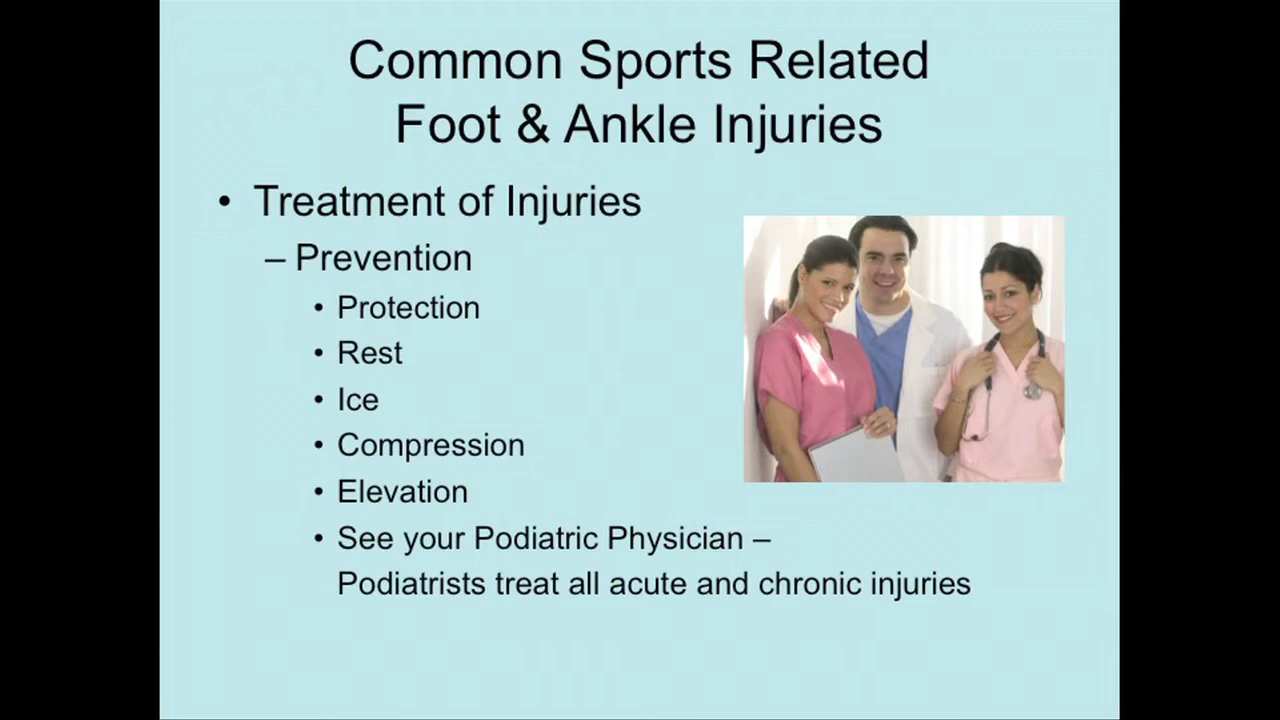 Common Sports Related
Foot & Ankle Injuries
• Treatment of Injuries
– Prevention
• Protection
• Rest
• Ice
• Compression
• Elevation
• See your Podiatric Physician –
Podiatrists treat all acute and chronic injuries